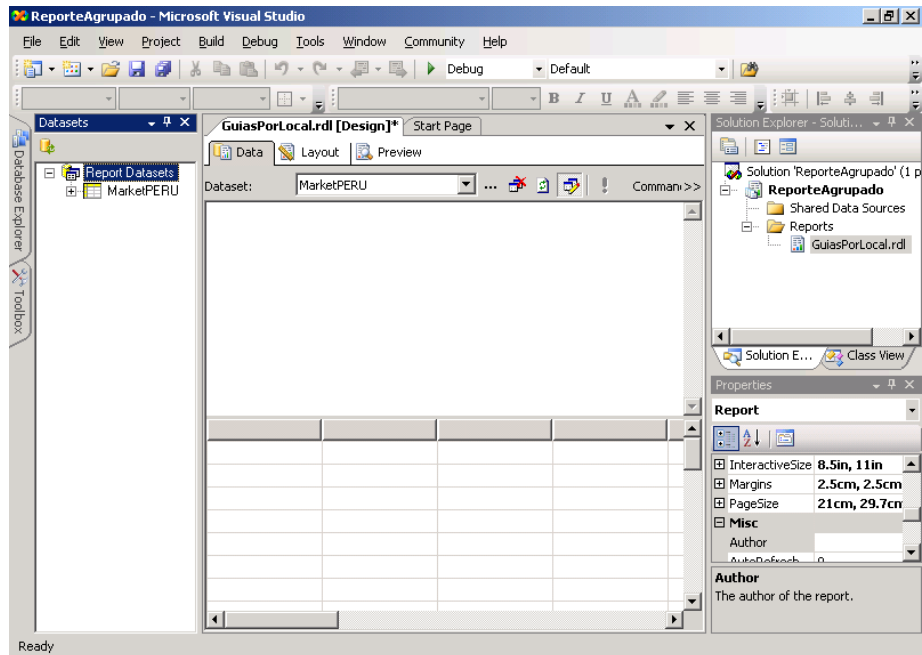 ReporteAgrupado - Microsoft Visual Studio
File Edit View Project Build Debug Tools Window Community Help
Debug Default
B I U A
Datasets
GuiasPorLocal.rdl [Design]* Start Page
Solution Explorer - Soluti...
Data Layout Preview
Report Datasets
MarketPERU
Dataset: MarketPERU ... ! Comman >>
Database Explorer
Toolbox
Solution 'ReporteAgrupado' (1 p
ReporteAgrupado
Shared Data Sources
Reports
GuiasPorLocal.rdl
Solution E... Class View
Properties
Report
InteractiveSize 8.5in, 11in
Margins 2.5cm, 2.5cm
PageSize 21cm, 29.7cm
Misc
Author
AutoRefresh 0
Author
The author of the report.
Ready